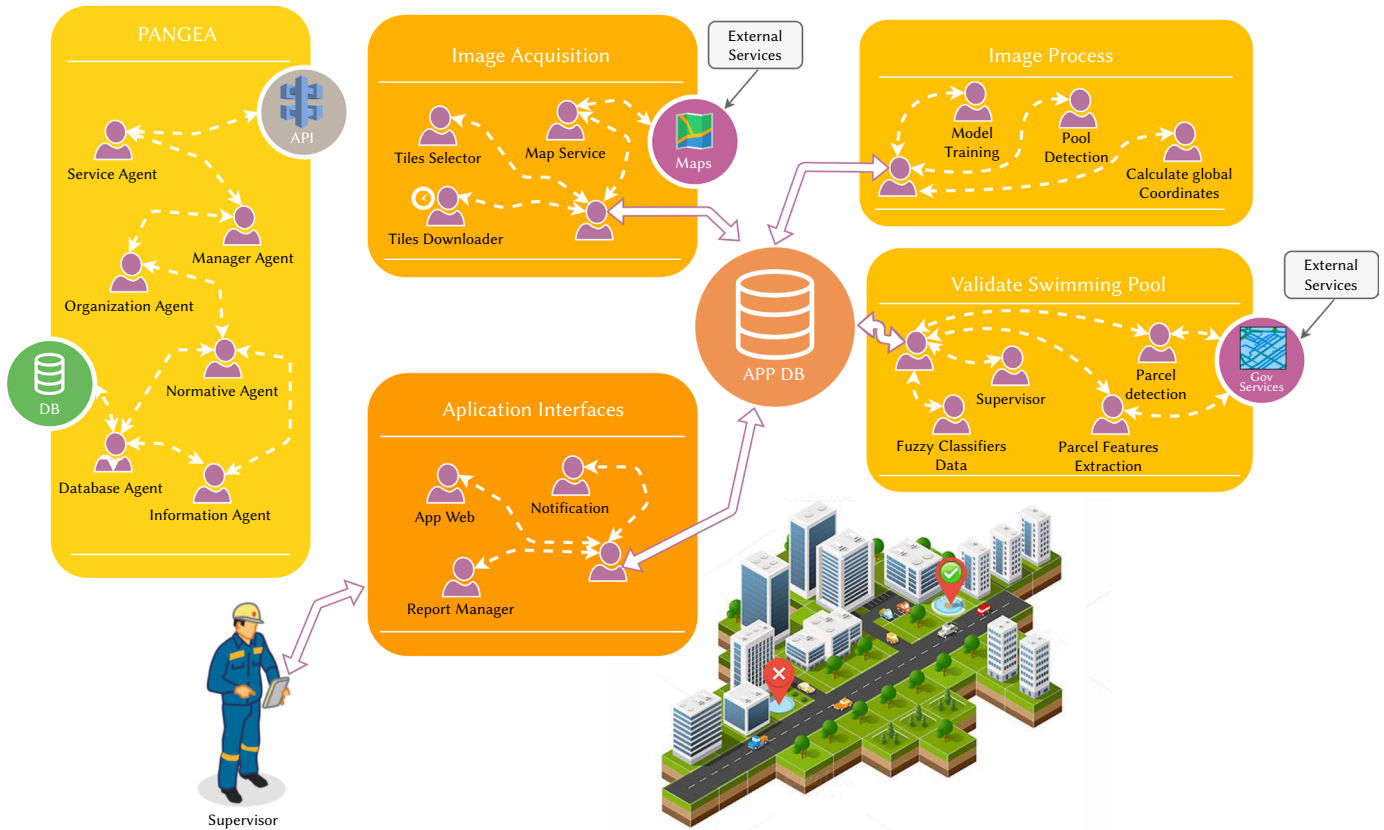 PANGEA
API
Service Agent
Manager Agent
Organization Agent
Normative Agent
DB
Database Agent
Information Agent
Image Acquisition
External
Services
Tiles Selector
Map Service
Maps
Tiles Downloader
Image Process
Model
Training
Pool
Detection
Calculate global
Coordinates
APP DB
Validate Swimming Pool
External
Services
Parcel
detection
Gov
Services
Supervisor
Fuzzy Classifiers
Data
Parcel Features
Extraction
Aplication Interfaces
App Web
Notification
Report Manager
Supervisor